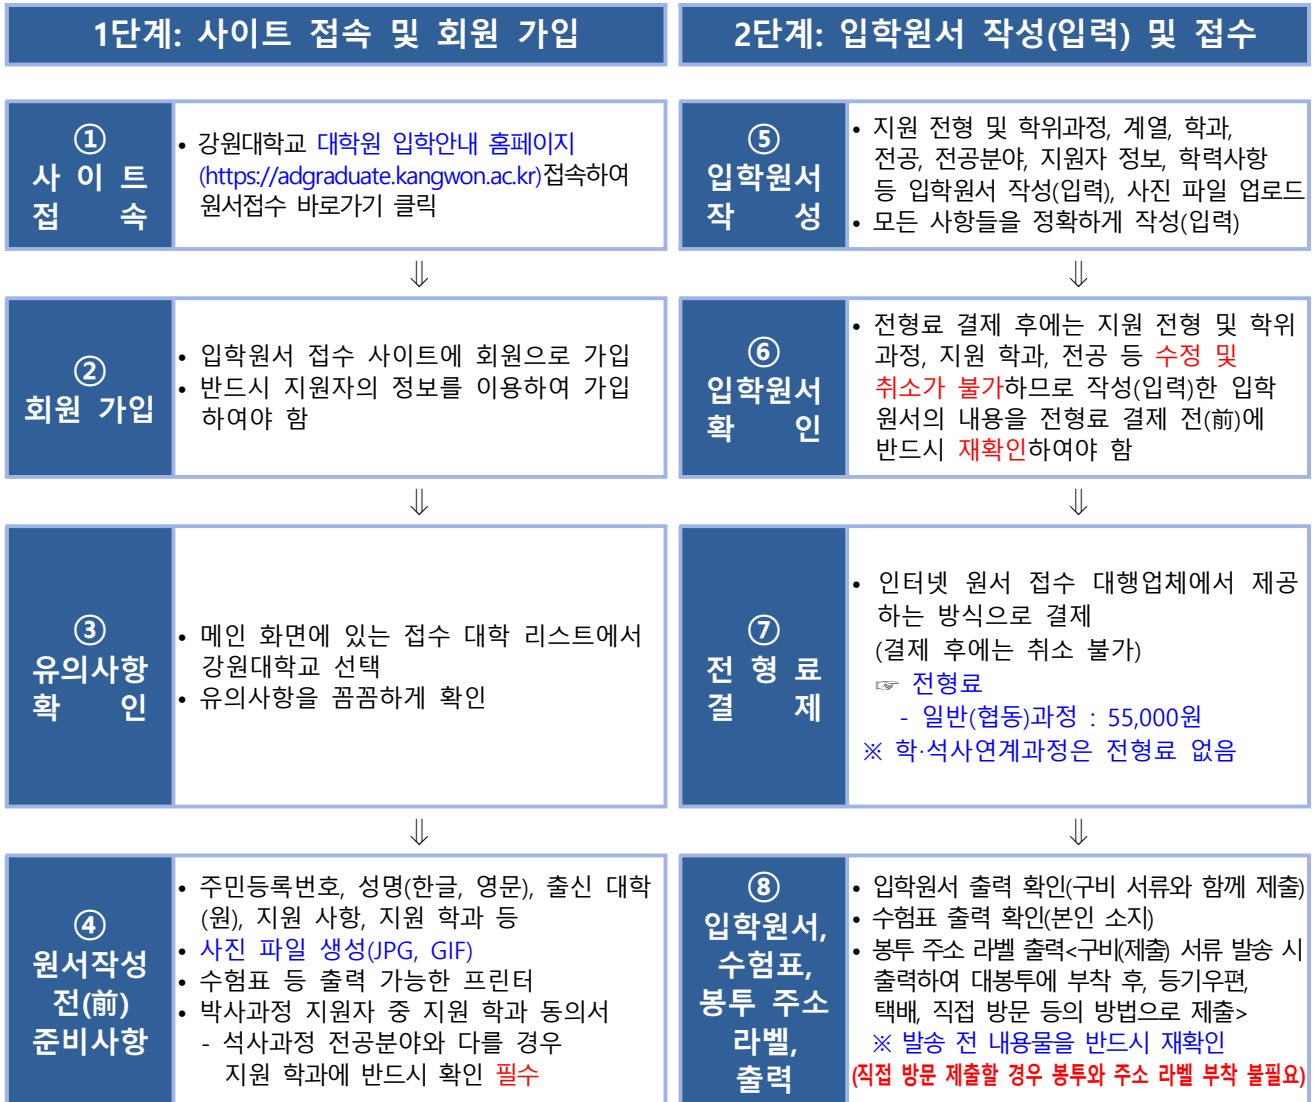 1단계: 사이트 접속 및 회원 가입
①
사 이 트
접 속
• 강원대학교 대학원 입학안내 홈페이지
(https://adgraduate.kangwon.ac.kr)접속하여
원서접수 바로가기 클릭
⇓
②
회원 가입
• 입학원서 접수 사이트에 회원으로 가입
• 반드시 지원자의 정보를 이용하여 가입
하여야 함
⇓
③
유의사항
확 인
• 메인 화면에 있는 접수 대학 리스트에서
강원대학교 선택
• 유의사항을 꼼꼼하게 확인
⇓
④
원서작성
전(前)
준비사항
• 주민등록번호, 성명(한글, 영문), 출신 대학
(원), 지원 사항, 지원 학과 등
• 사진 파일 생성(JPG, GIF)
• 수험표 등 출력 가능한 프린터
• 박사과정 지원자 중 지원 학과 동의서
- 석사과정 전공분야와 다를 경우
지원 학과에 반드시 확인 필수
2단계: 입학원서 작성(입력) 및 접수
⑤
입학원서
작 성
• 지원 전형 및 학위과정, 계열, 학과,
전공, 전공분야, 지원자 정보, 학력사항
등 입학원서 작성(입력), 사진 파일 업로드
• 모든 사항들을 정확하게 작성(입력)
⇓
⑥
입학원서
확 인
• 전형료 결제 후에는 지원 전형 및 학위
과정, 지원 학과, 전공 등 수정 및
취소가 불가하므로 작성(입력)한 입학
원서의 내용을 전형료 결제 전(前)에
반드시 재확인하여야 함
⇓
⑦
전 형 료
결 제
• 인터넷 원서 접수 대행업체에서 제공
하는 방식으로 결제
(결제 후에는 취소 불가)
☞ 전형료
- 일반(협동)과정 : 55,000원
※ 학·석사연계과정은 전형료 없음
⇓
⑧
입학원서,
수험표,
봉투 주소
라벨,
출력
• 입학원서 출력 확인(구비 서류와 함께 제출)
• 수험표 출력 확인(본인 소지)
• 봉투 주소 라벨 출력<구비(제출) 서류 발송 시
출력하여 대봉투에 부착 후, 등기우편,
택배, 직접 방문 등의 방법으로 제출>
※ 발송 전 내용물을 반드시 재확인
(직접 방문 제출할 경우 봉투와 주소 라벨 부착 불필요)